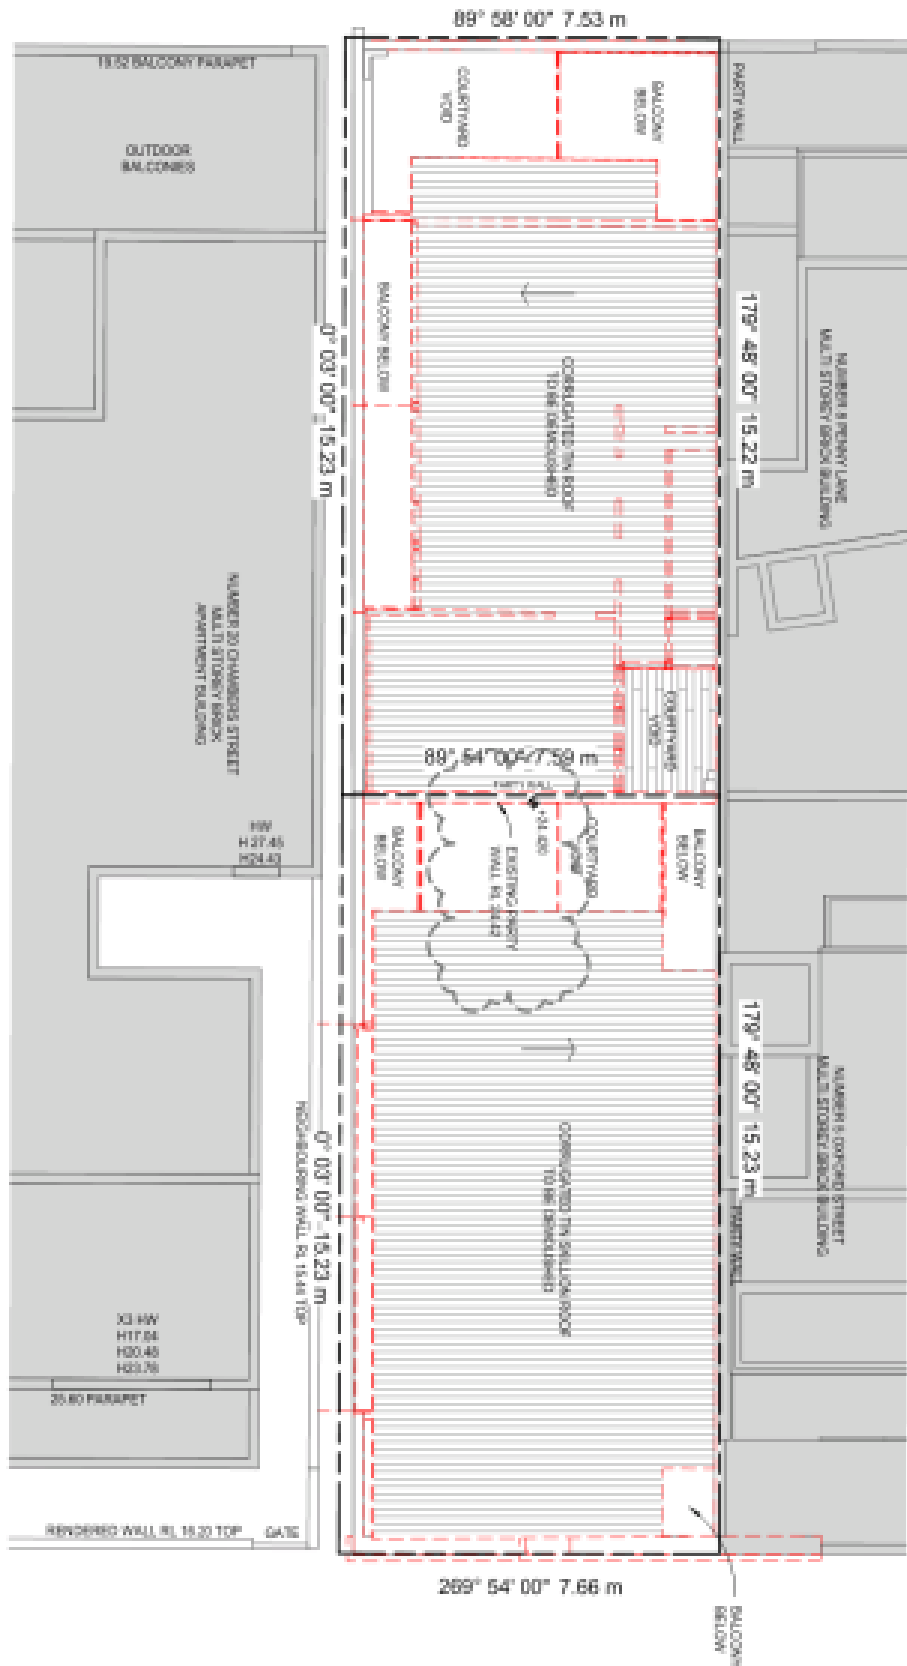 89° 58' 00" 7.53 m
19.52 BALCONY PARAPET
COURTYARD
VOID
BALCONY
BELOW
PARTY WALL
OUTDOOR
BALCONIES
BALCONY BELOW
0° 03' 00" 15.23 m
CORRUGATED TIN ROOF
TO BE DEMOLISHED
179° 48' 00" 15.22 m
NUMBER 8 PENNY LANE
MULTI STOREY BRICK BUILDING
NUMBER 20 CHAMBERS STREET
MULTI STOREY BRICK
APARTMENT BUILDING
COURTYARD
VOID
89° 54' 00" 7.59 m
PARTY WALL
HW
H 27.45
H24.43
BALCONY
BELOW
EXISTING PARTY
WALL RL 24.42
COURTYARD
BALCONY
BELOW
179° 48' 00" 15.23 m
NUMBER 6 OXFORD STREET
MULTI STOREY BRICK BUILDING
NEIGHBOURING WALL RL 15.44 TOP
0° 03' 00" 15.23 m
CORRUGATED TIN SKILLION ROOF
TO BE DEMOLISHED
PARTY WALL
X3 HW
H17.64
H20.48
H23.78
25.60 PARAPET
RENDERED WALL RL 16.20 TOP
GATE
269° 54' 00" 7.66 m
BALCONY
BELOW